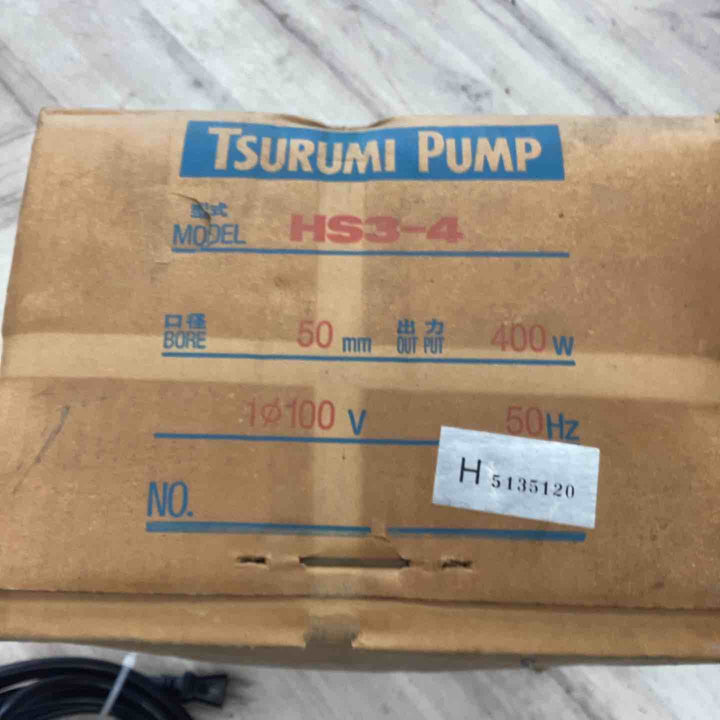 TSURUMI PUMP
型式
MODEL HS3-4
口径
BORE 50 mm 出力 OUT PUT 400 W
1φ100 V 50Hz
H 5135120
NO.